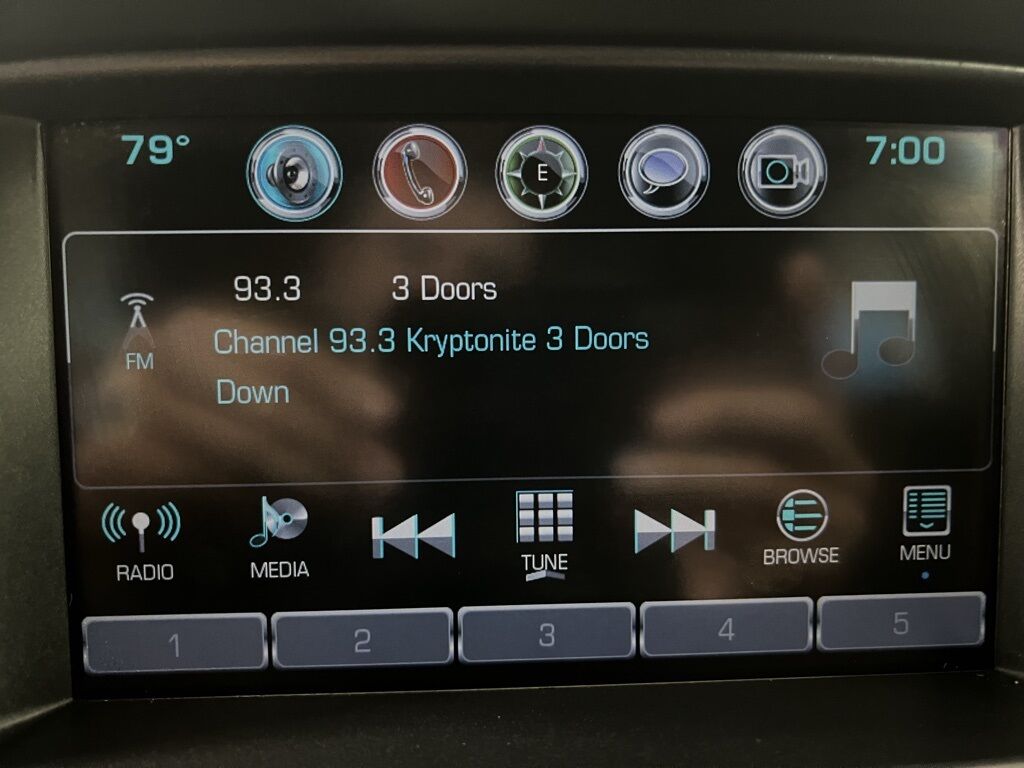 79° E 7:00
93.3 3 Doors
FM Channel 93.3 Kryptonite 3 Doors
Down
RADIO MEDIA TUNE BROWSE MENU
1 2 3 4 5